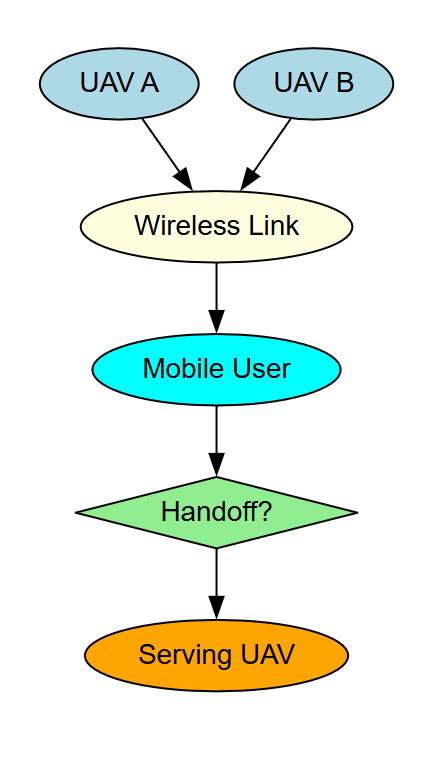 UAV A
UAV B
Wireless Link
Mobile User
Handoff?
Serving UAV